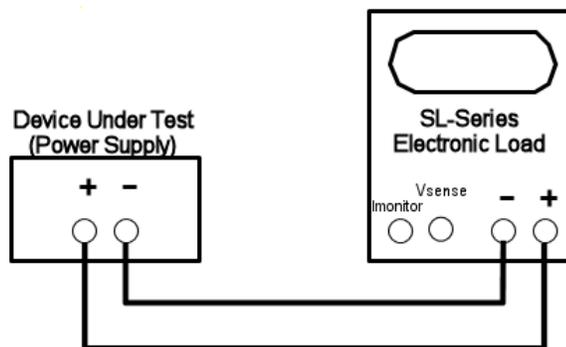 Device Under Test
(Power Supply)
+ -
SL-Series
Electronic Load
Imonitor
Vsense
- +